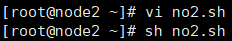 [root@node2 ~]# vi no2.sh
[root@node2 ~]# sh no2.sh